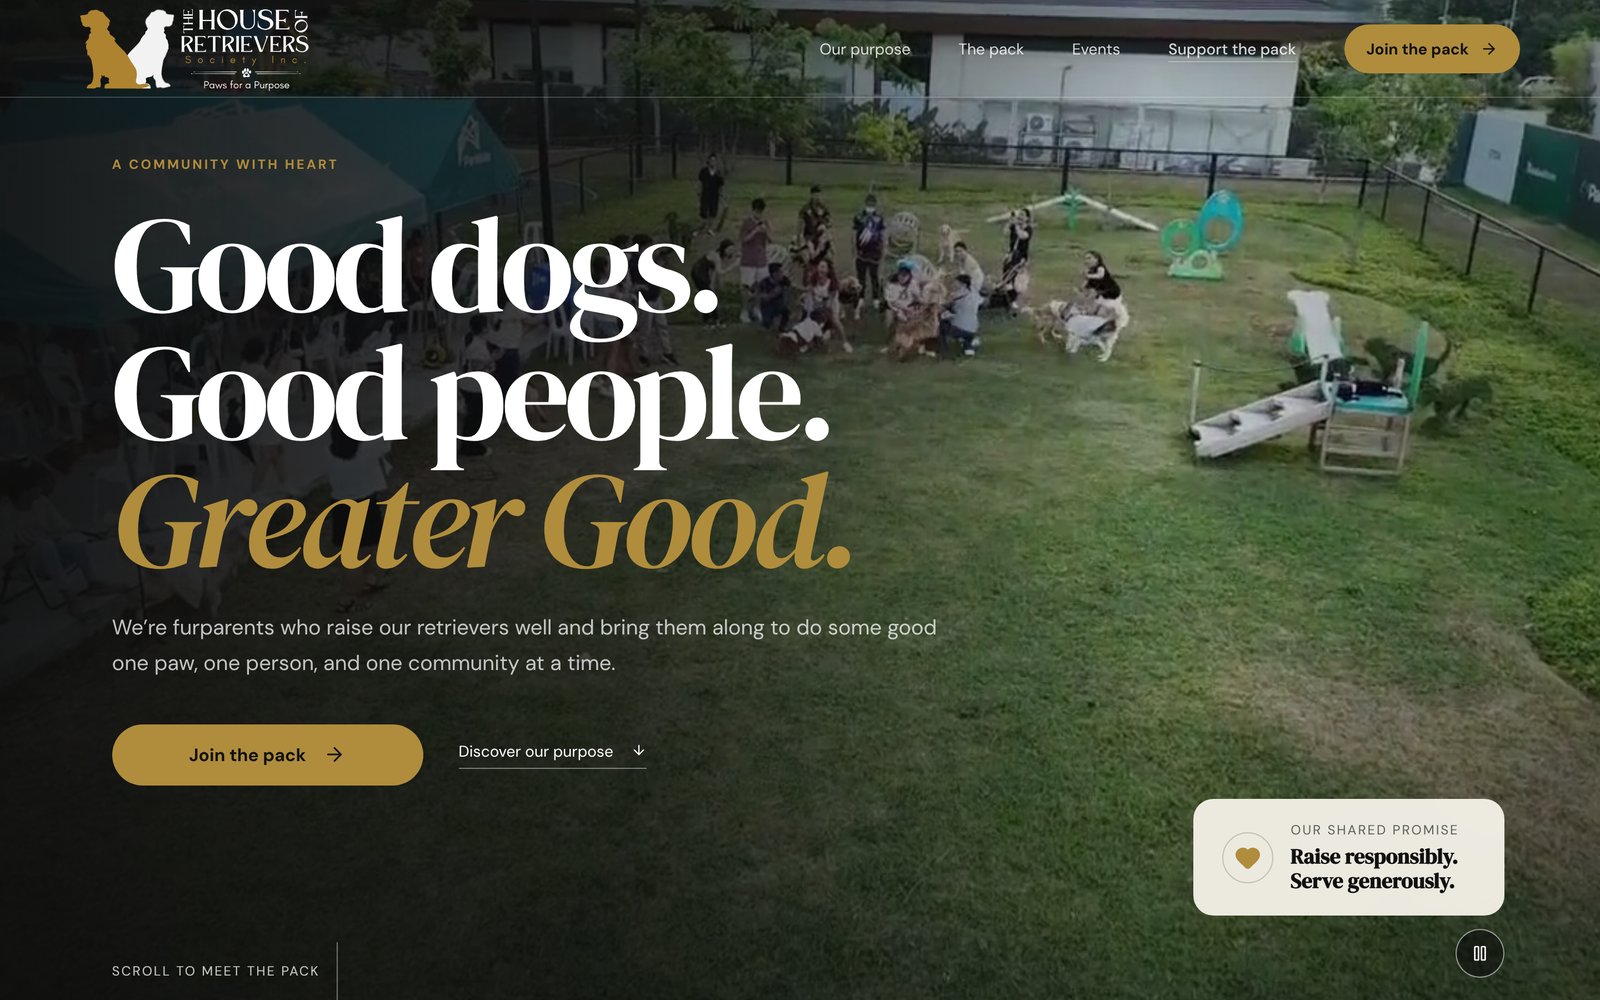 THE HOUSE OF
RETRIEVERS
Society Inc.
Paws for a Purpose
Our purpose
The pack
Events
Support the pack
Join the pack
A COMMUNITY WITH HEART
Good dogs.
Good people.
Greater Good.
We’re furparents who raise our retrievers well and bring them along to do some good
one paw, one person, and one community at a time.
Join the pack
Discover our purpose
OUR SHARED PROMISE
Raise responsibly.
Serve generously.
SCROLL TO MEET THE PACK